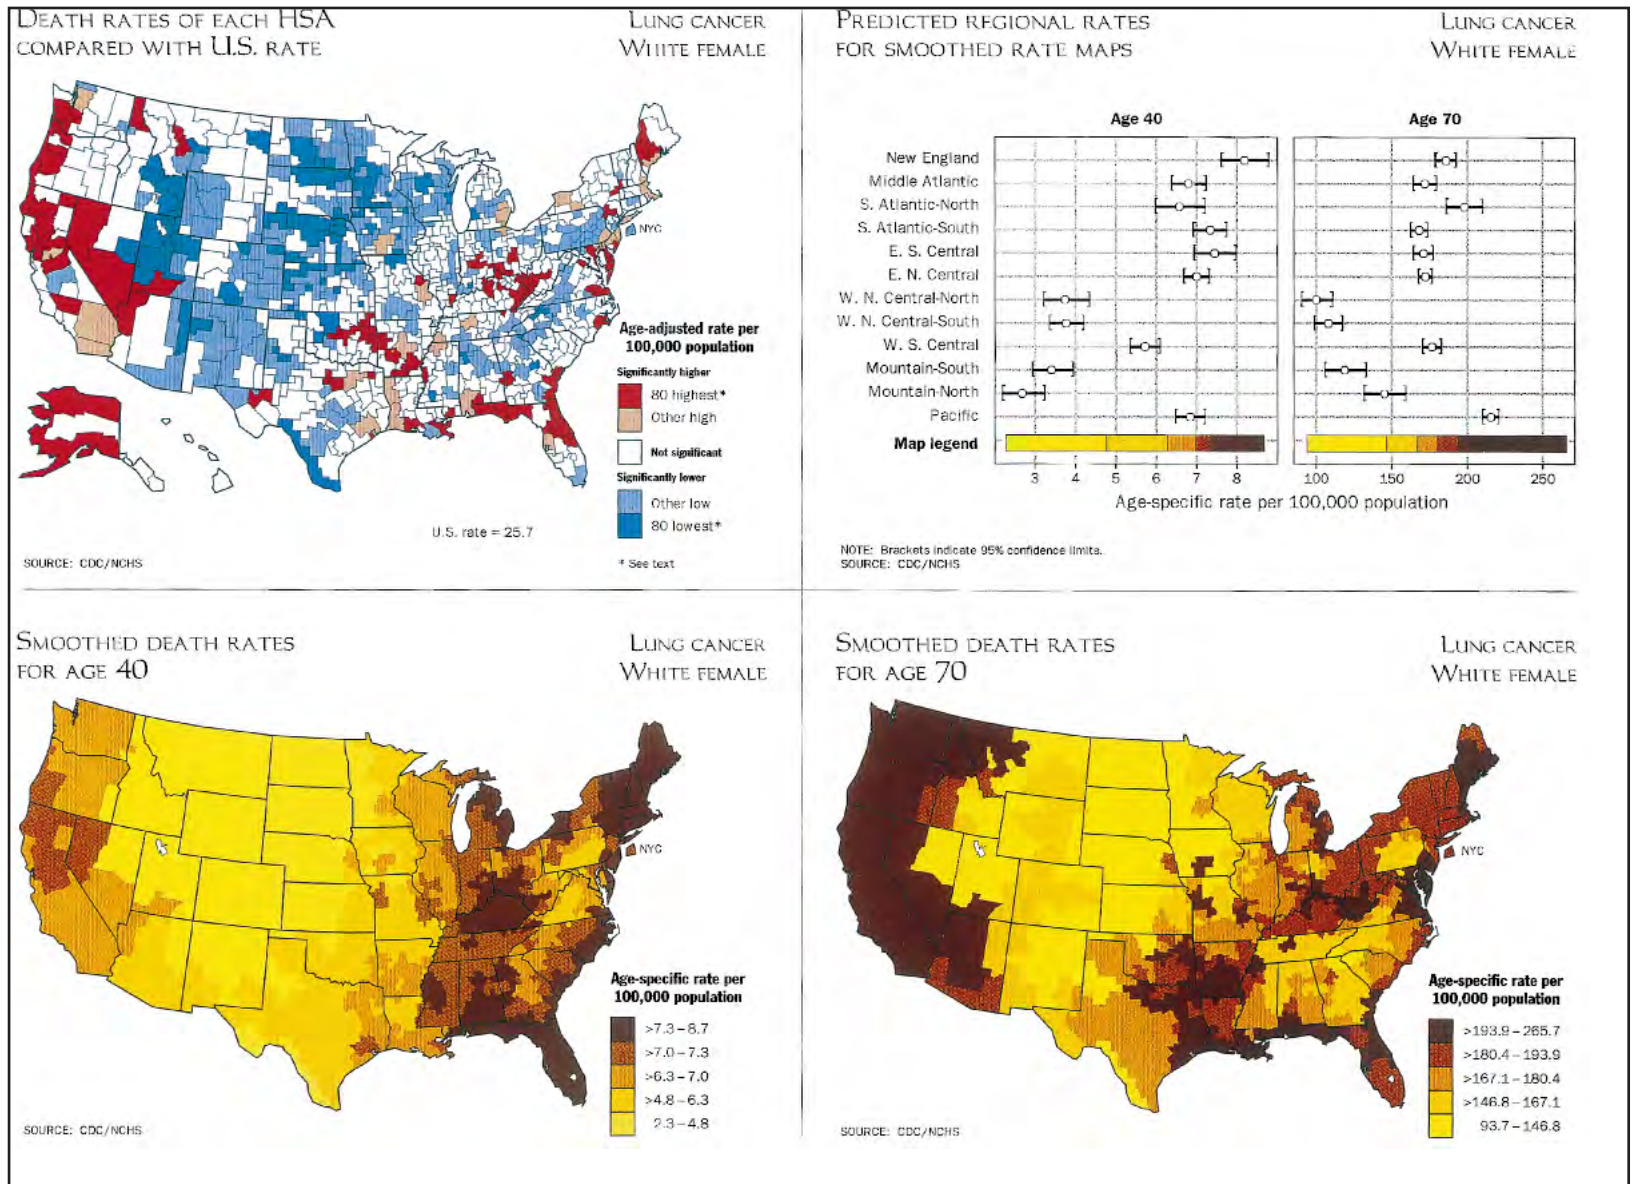 DEATH RATES OF EACH HSA
COMPARED WITH U.S. RATE
LUNG CANCER
WHITE FEMALE
NYC
Age-adjusted rate per
100,000 population
Significantly higher
80 highest*
Other high
Not significant
Significantly lower
Other low
80 lowest*
U.S. rate = 25.7
* See text
SOURCE: CDC/NCHS
PREDICTED REGIONAL RATES
FOR SMOOTHED RATE MAPS
LUNG CANCER
WHITE FEMALE
Age 40
Age 70
New England
Middle Atlantic
S. Atlantic-North
S. Atlantic-South
E. S. Central
E. N. Central
W. N. Central-North
W. N. Central-South
W. S. Central
Mountain-South
Mountain-North
Pacific
Map legend
3 4 5 6 7 8
100 150 200 250
Age-specific rate per 100,000 population
NOTE: Brackets indicate 95% confidence limits.
SOURCE: CDC/NCHS
SMOOTHED DEATH RATES
FOR AGE 40
LUNG CANCER
WHITE FEMALE
NYC
Age-specific rate per
100,000 population
>7.3–8.7
>7.0–7.3
>6.3–7.0
>4.8–6.3
2.3–4.8
SOURCE: CDC/NCHS
SMOOTHED DEATH RATES
FOR AGE 70
LUNG CANCER
WHITE FEMALE
NYC
Age-specific rate per
100,000 population
>193.9–265.7
>180.4–193.9
>167.1–180.4
>146.8–167.1
93.7–146.8
SOURCE: CDC/NCHS